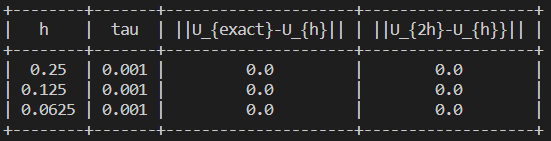 +--------+-------+--------------------+------------------+
|   h    |  tau  | ||U_{exact}-U_{h}|| | ||U_{2h}-U_{h}}|| |
+--------+-------+--------------------+------------------+
|  0.25  | 0.001 |        0.0         |       0.0        |
| 0.125  | 0.001 |        0.0         |       0.0        |
| 0.0625 | 0.001 |        0.0         |       0.0        |
+--------+-------+--------------------+------------------+